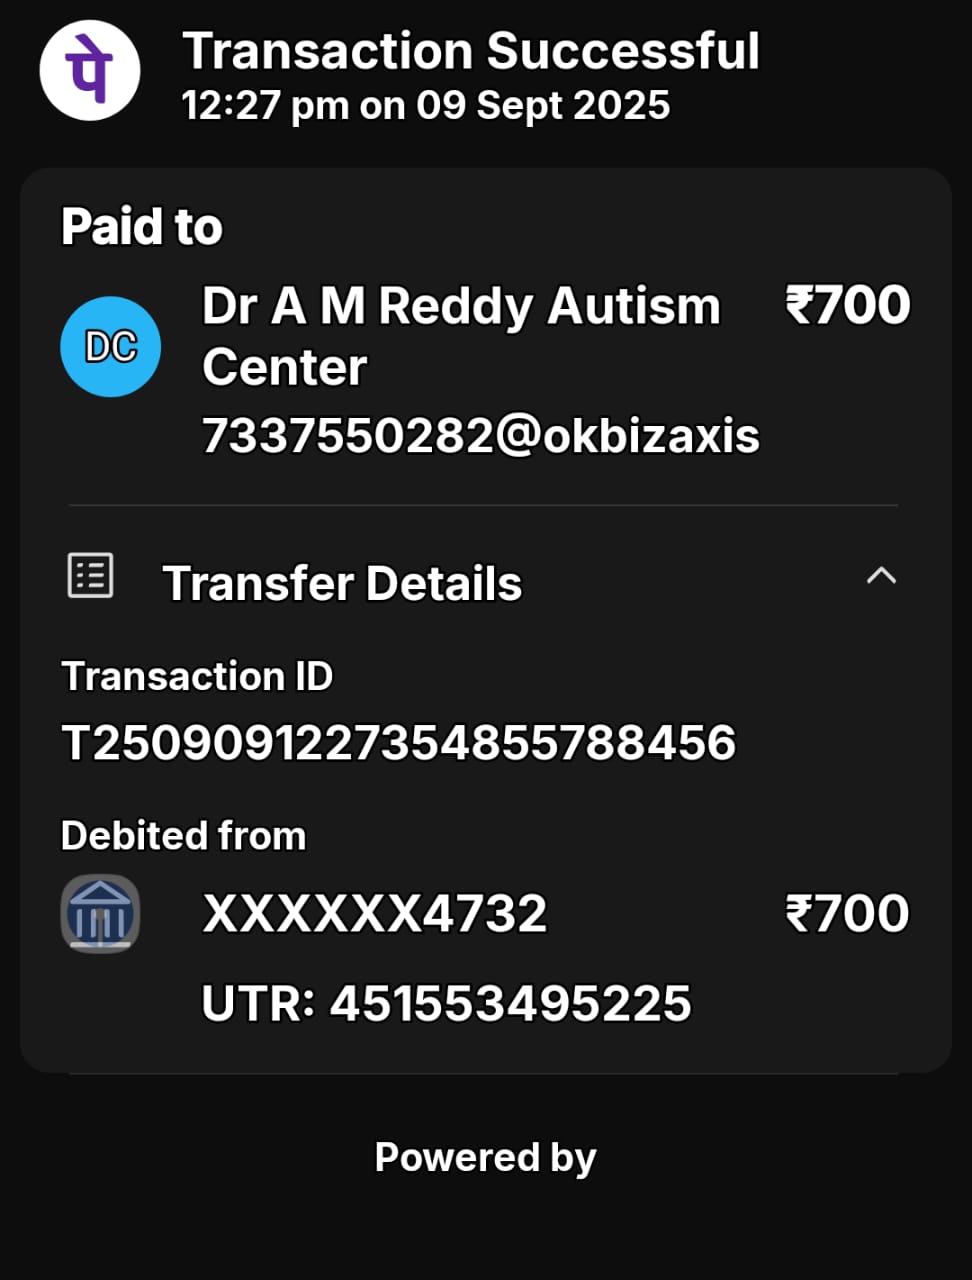 पे
Transaction Successful
12:27 pm on 09 Sept 2025
Paid to
DC
Dr A M Reddy Autism ₹700
Center
7337550282@okbizaxis
Transfer Details
Transaction ID
T2509091227354855788456
Debited from
XXXXXX4732 ₹700
UTR: 451553495225
Powered by